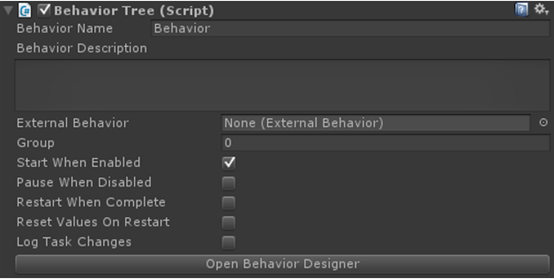 Behavior Tree (Script)
Behavior Name Behavior
Behavior Description
External Behavior None (External Behavior)
Group 0
Start When Enabled
Pause When Disabled
Restart When Complete
Reset Values On Restart
Log Task Changes
Open Behavior Designer